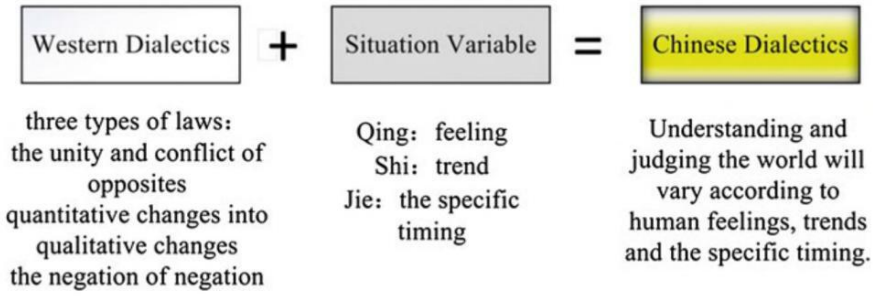 Western Dialectics + Situation Variable = Chinese Dialectics
three types of laws：
the unity and conflict of
opposites
quantitative changes into
qualitative changes
the negation of negation
Qing：feeling
Shi：trend
Jie：the specific
timing
Understanding and
judging the world will
vary according to
human feelings, trends
and the specific timing.